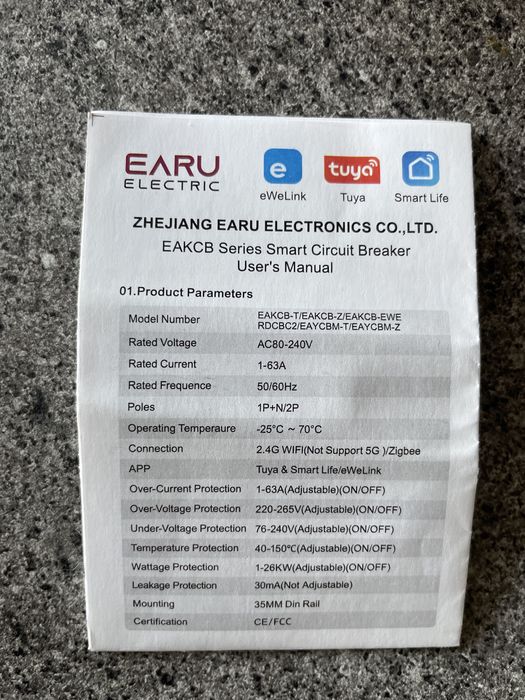 EARU
ELECTRIC
e
eWeLink
tuya
Tuya
Smart Life
ZHEJIANG EARU ELECTRONICS CO.,LTD.
EAKCB Series Smart Circuit Breaker
User's Manual
01.Product Parameters
Model Number EAKCB-T/EAKCB-Z/EAKCB-EWE
RDCBC2/EAYCBM-T/EAYCBM-Z
Rated Voltage AC80-240V
Rated Current 1-63A
Rated Frequence 50/60Hz
Poles 1P+N/2P
Operating Temperaure -25°C ~ 70°C
Connection 2.4G WIFI(Not Support 5G )/Zigbee
APP Tuya & Smart Life/eWeLink
Over-Current Protection 1-63A(Adjustable)(ON/OFF)
Over-Voltage Protection 220-265V(Adjustable)(ON/OFF)
Under-Voltage Protection 76-240V(Adjustable)(ON/OFF)
Temperature Protection 40-150℃(Adjustable)(ON/OFF)
Wattage Protection 1-26KW(Adjustable)(ON/OFF)
Leakage Protection 30mA(Not Adjustable)
Mounting 35MM Din Rail
Certification CE/FCC